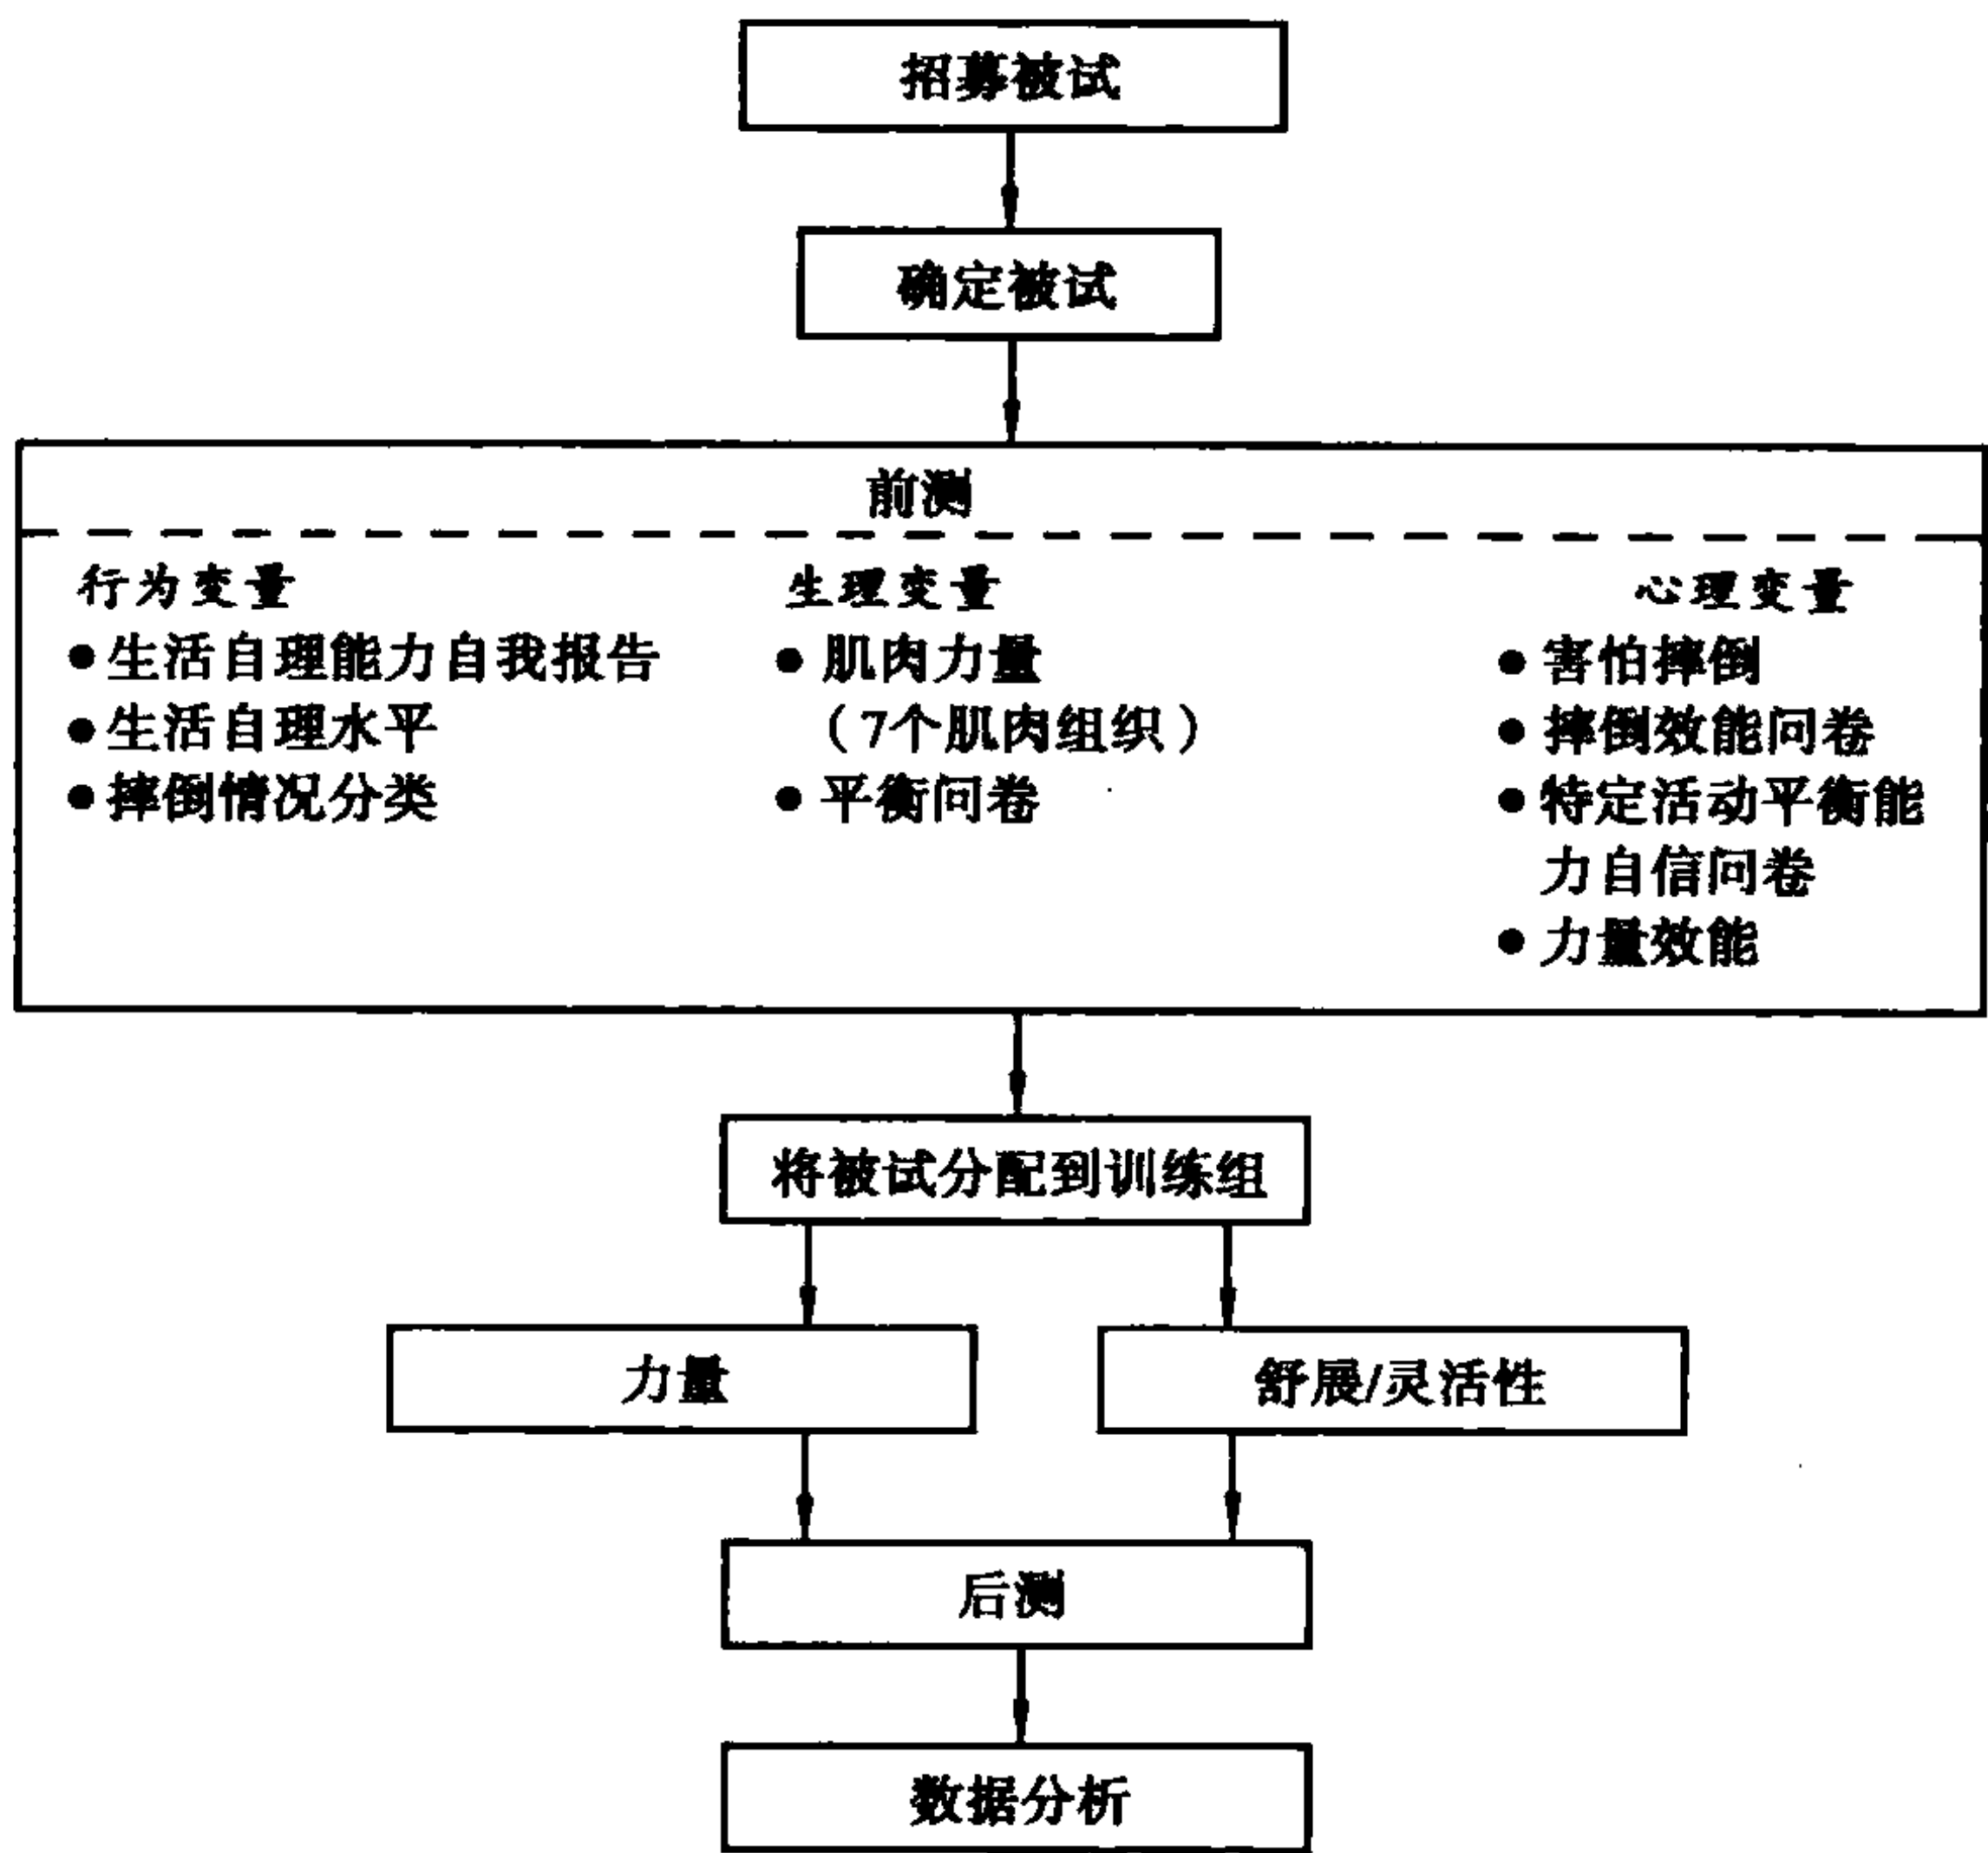 招募被试
确定被试
前测
行为变量
●生活自理能力自我报告
●生活自理水平
●摔倒情况分类
生理变量
●肌肉力量
（7个肌肉组织）
●平衡问卷
心理变量
●害怕摔倒
●摔倒效能问卷
●特定活动平衡能
力自信问卷
●力量效能
将被试分配到训练组
力量
舒展/灵活性
后测
数据分析